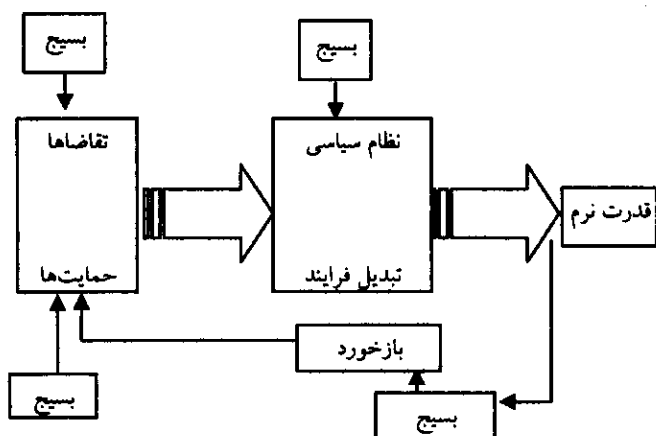 بسیج
بسیج
تقاضاها
حمایت‌ها
نظام سیاسی
تبدیل فرایند
قدرت نرم
بازخورد
بسیج
بسیج